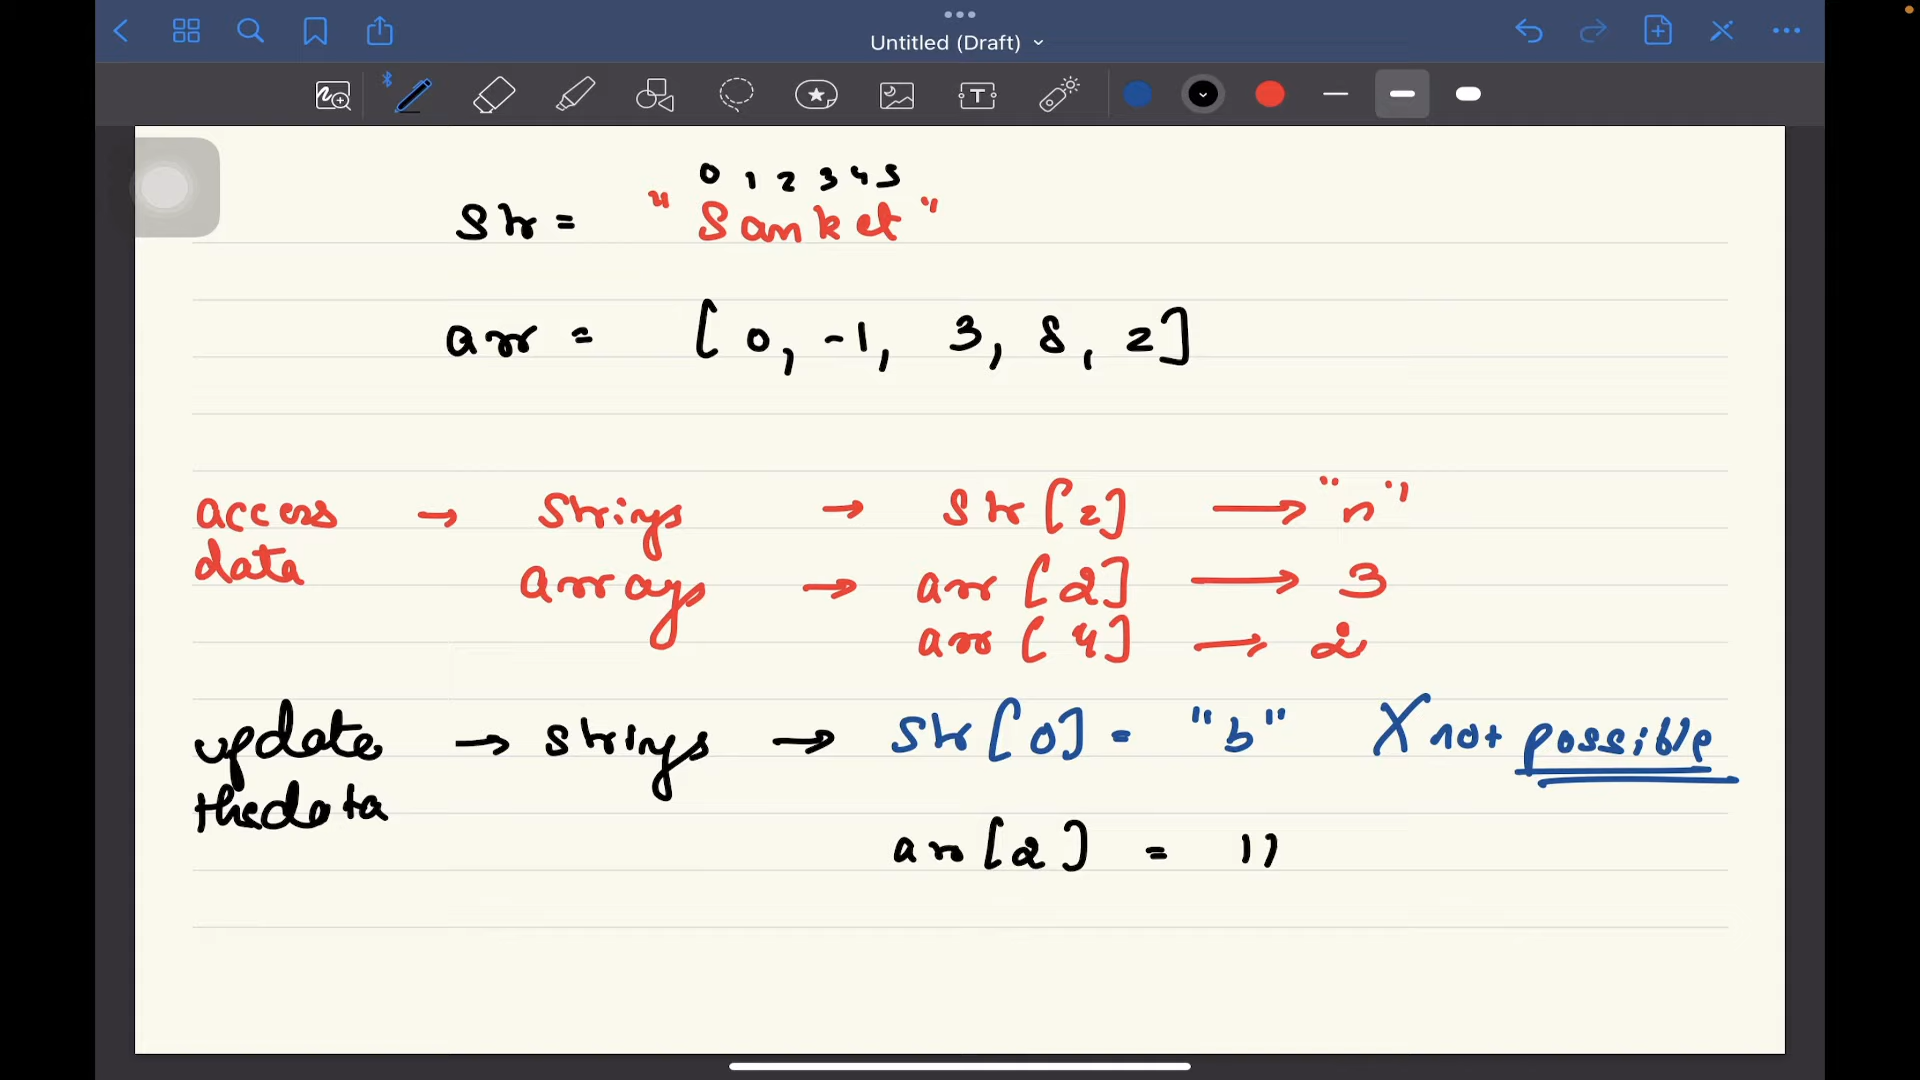 Untitled (Draft)
0 1 2 3 4 5
Str = "Sanket"
arr = [0, -1, 3, 8, 2]
access → strings → str[2] → "n"
data
arrays → arr[2] → 3
arr[4] → 2
update → strings → str[0] = "b" X not possible
the data
arr[2] = 11